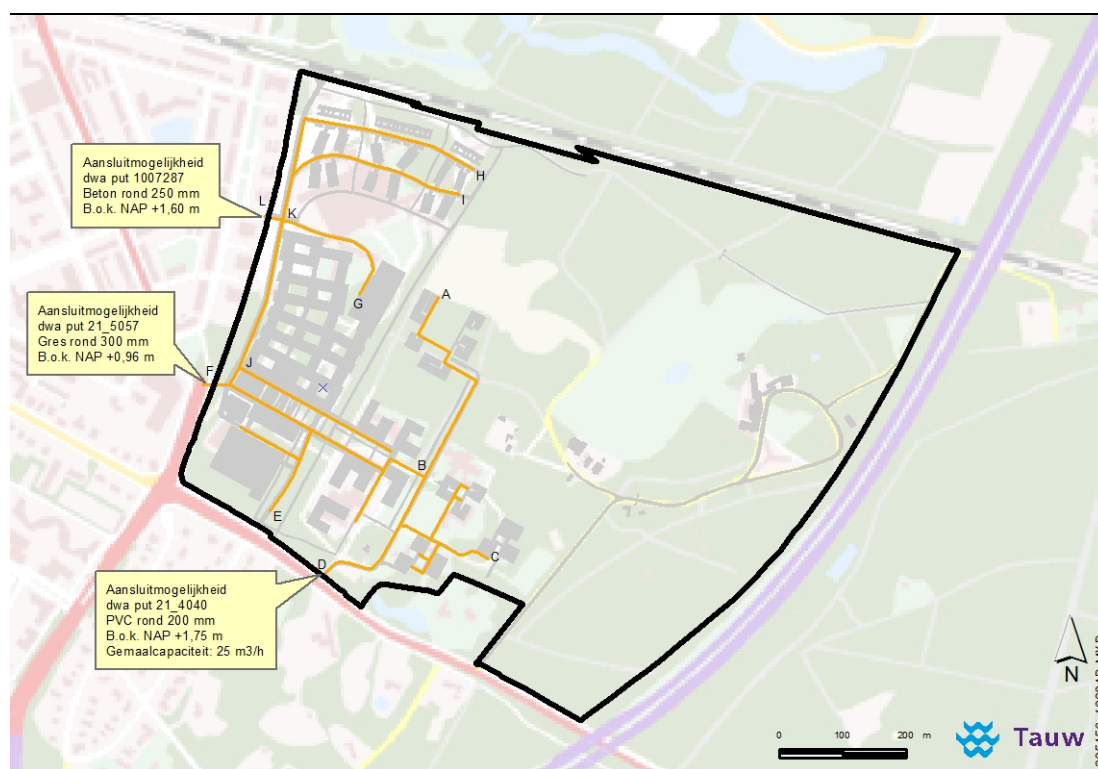 Aansluitmogelijkheid
dwa put 1007287
Beton rond 250 mm
B.o.k. NAP +1,60 m
H
I
L
K
G
A
Aansluitmogelijkheid
dwa put 21_5057
Gres rond 300 mm
B.o.k. NAP +0,96 m
F
J
B
E
C
D
Aansluitmogelijkheid
dwa put 21_4040
PVC rond 200 mm
B.o.k. NAP +1,75 m
Gemaalcapaciteit: 25 m3/h
N
0 100 200 m
Tauw